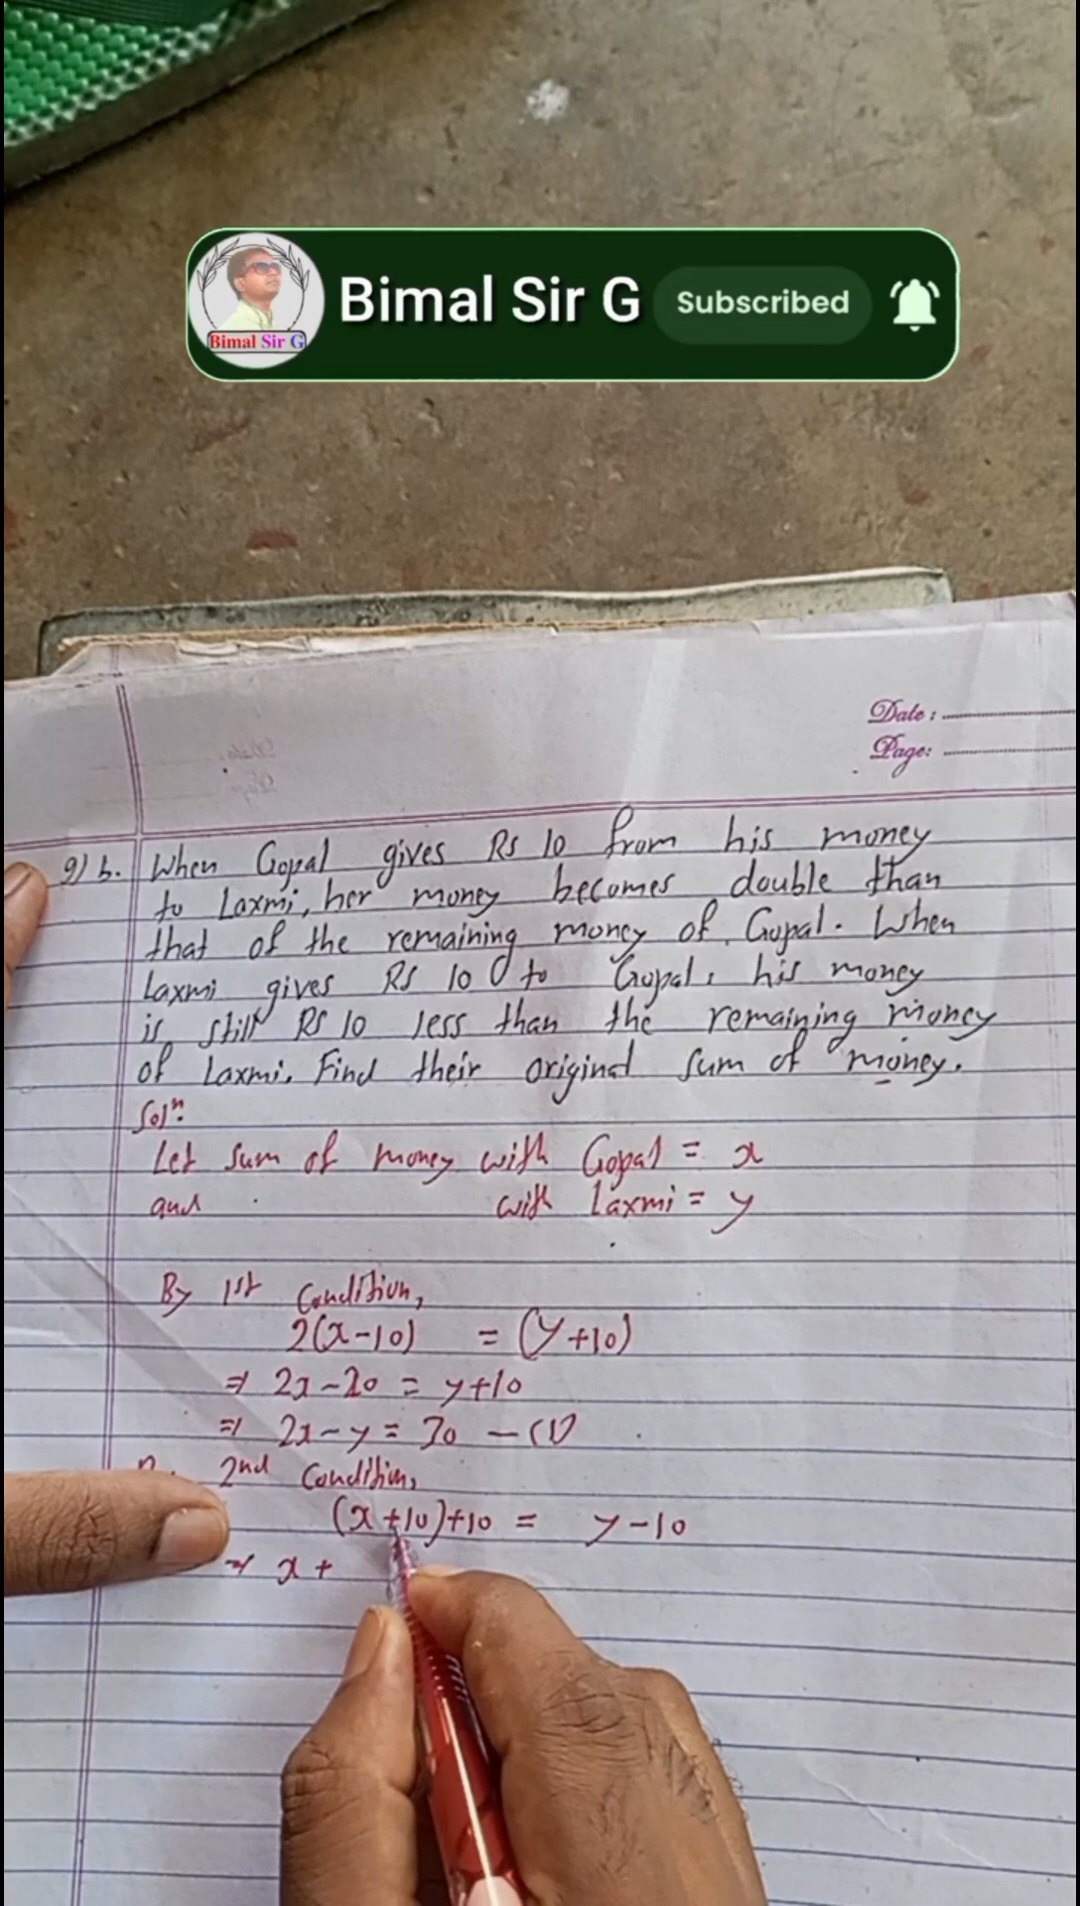 Bimal Sir G
Subscribed
Bimal Sir G
Date :
Page:
9) b. When Gopal gives Rs 10 from his money
to Laxmi, her money becomes double than
that of the remaining money of Gopal. When
Laxmi gives Rs 10 to Gopal, his money
is still Rs 10 less than the remaining money
of Laxmi. Find their original sum of money.
Solⁿ:
Let sum of money with Gopal = x
and with Laxmi = y
By 1st Condition,
2(x-10) = (y+10)
⇒ 2x-20 = y+10
⇒ 2x-y = 30 - (1)
2nd Condition,
(x+10)+10 = y-10
⇒ x +